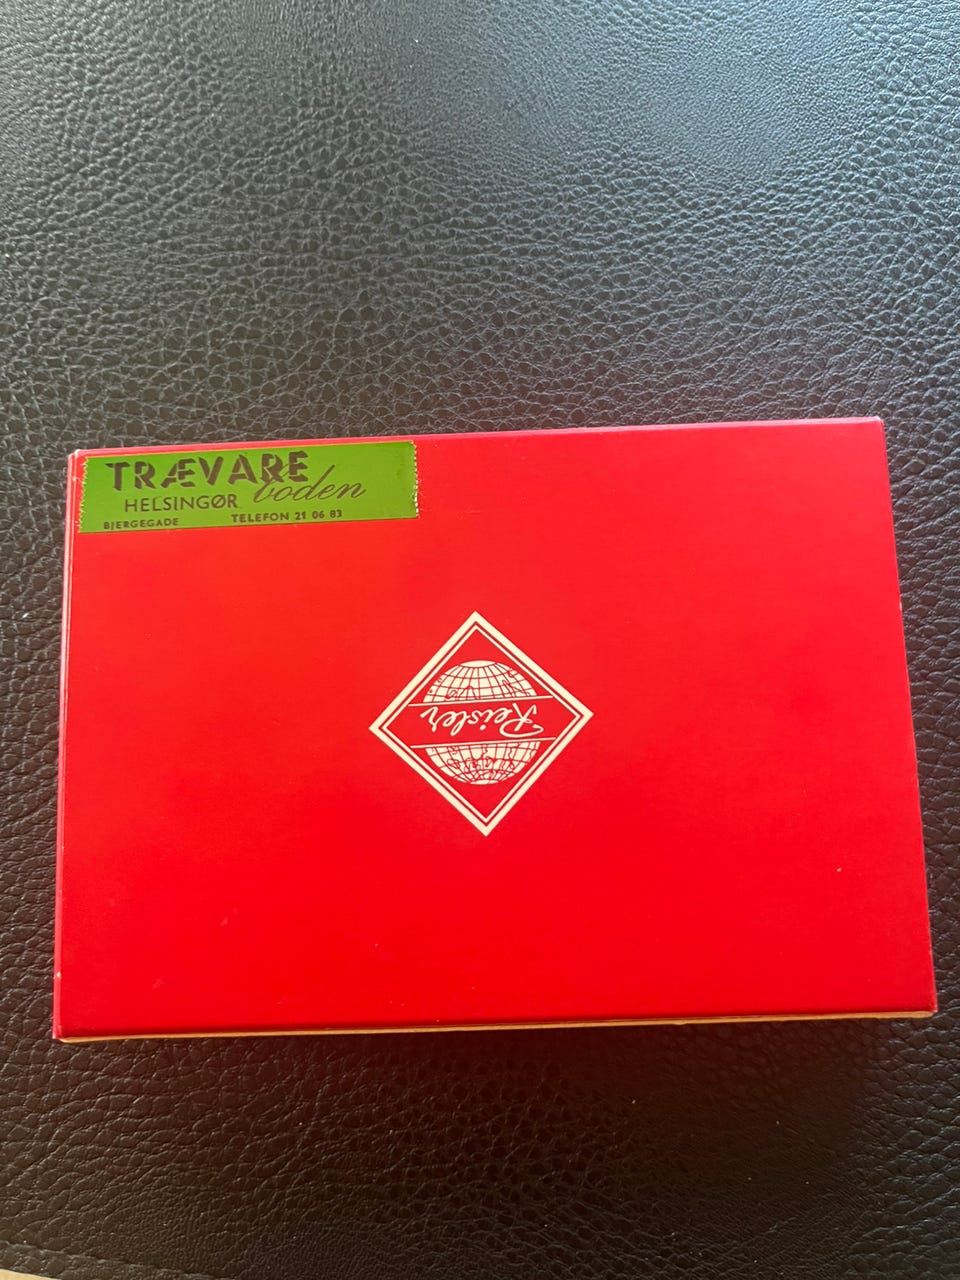 TRÆVARE
boden
HELSINGØR
BJERGEGADE TELEFON 21 06 83
Reisler